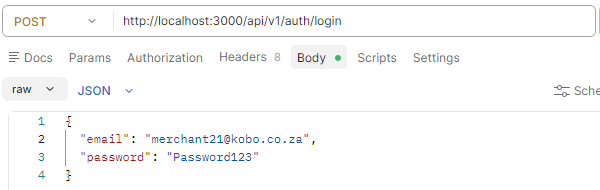 POST http://localhost:3000/api/v1/auth/login
Docs Params Authorization Headers 8 Body Scripts Settings
raw JSON Sche
1 {
2 "email": "merchant21@kobo.co.za",
3 "password": "Password123"
4 }